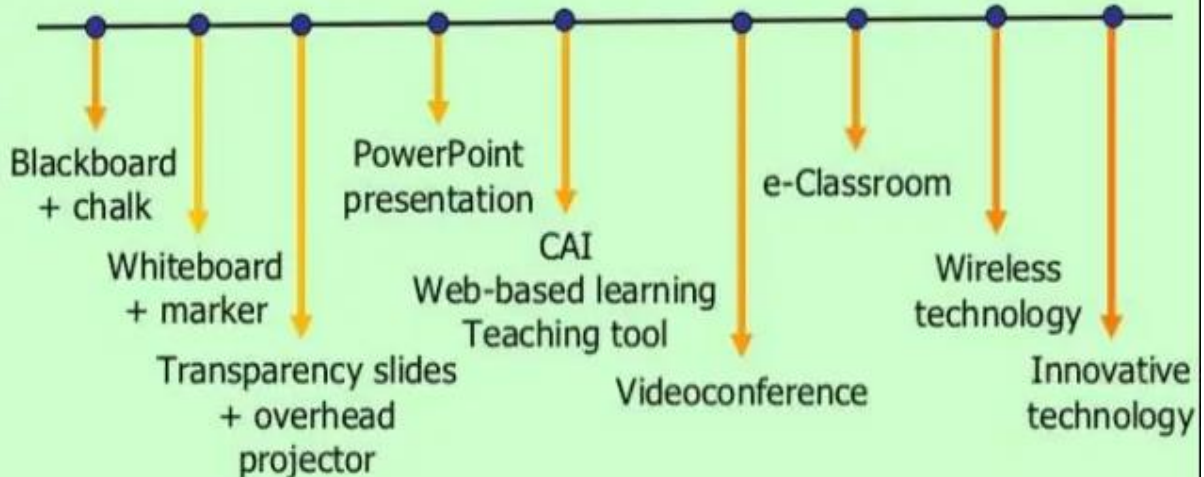 Blackboard
+ chalk
Whiteboard
+ marker
Transparency slides
+ overhead
projector
PowerPoint
presentation
CAI
Web-based learning
Teaching tool
Videoconference
e-Classroom
Wireless
technology
Innovative
technology